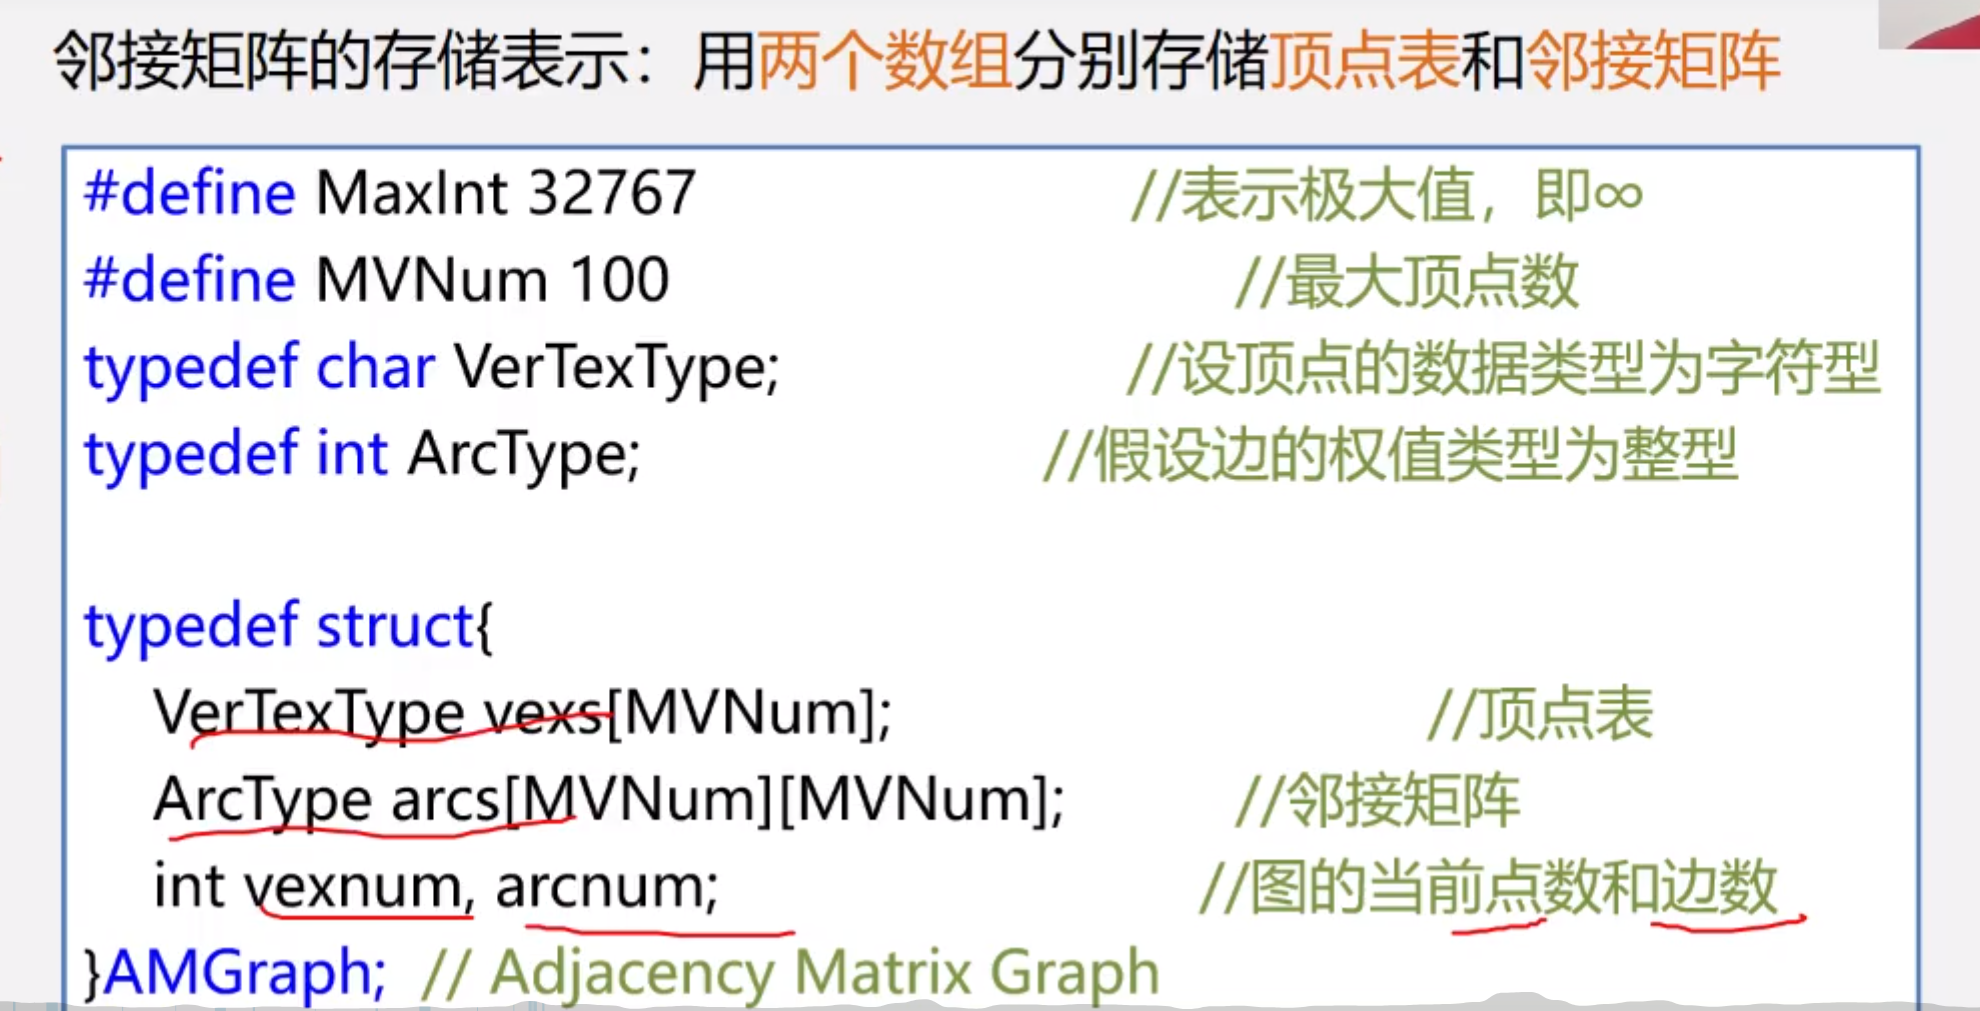 邻接矩阵的存储表示：用两个数组分别存储顶点表和邻接矩阵
#define MaxInt 32767 //表示极大值，即∞
#define MVNum 100 //最大顶点数
typedef char VerTexType; //设顶点的数据类型为字符型
typedef int ArcType; //假设边的权值类型为整型
typedef struct{
VerTexType vexs[MVNum]; //顶点表
ArcType arcs[MVNum][MVNum]; //邻接矩阵
int vexnum, arcnum; //图的当前点数和边数
}AMGraph; // Adjacency Matrix Graph